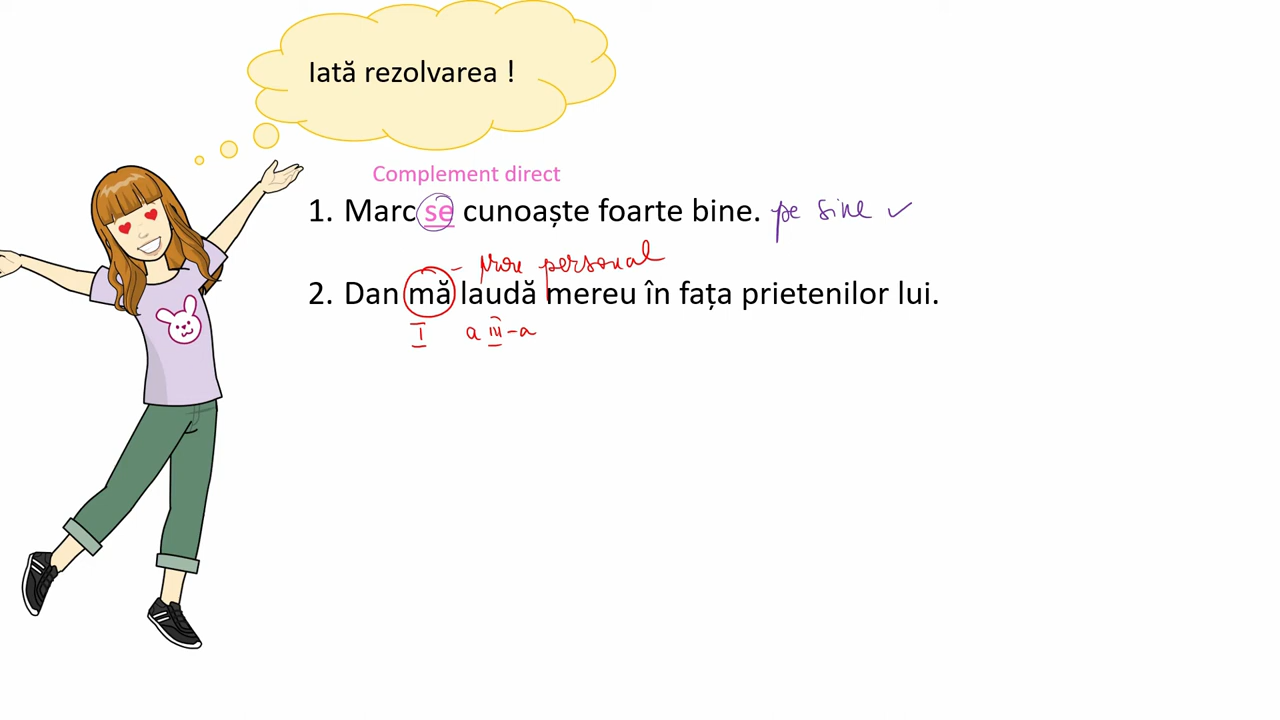 Iată rezolvarea !
Complement direct
1. Marc se cunoaște foarte bine. pe sine ✓
– pron personal
2. Dan mă laudă mereu în fața prietenilor lui.
I a III-a